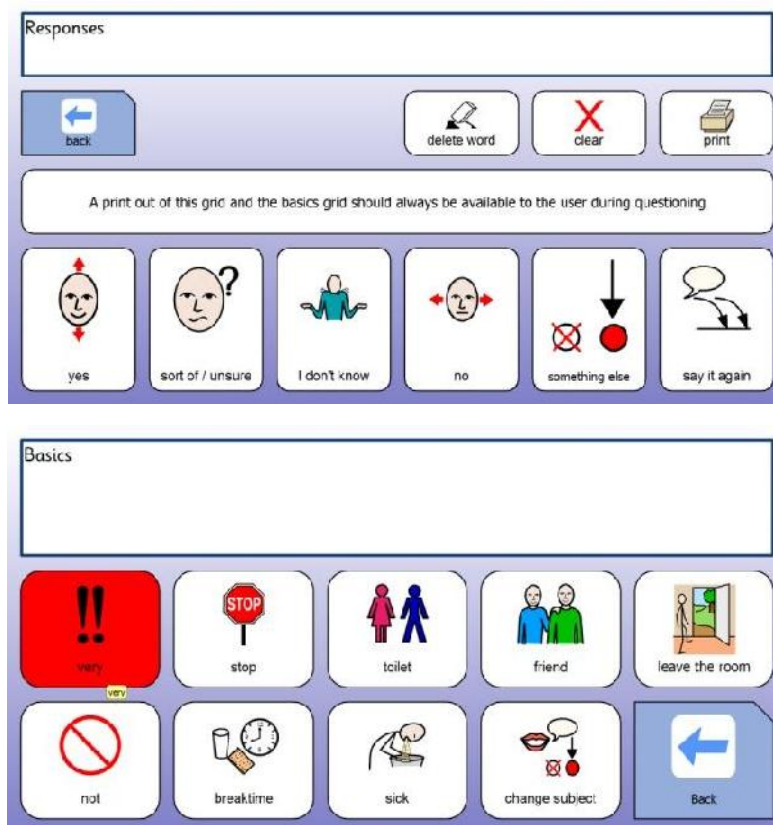 Responses
back
delete word
clear
print
A print out of this grid and the basics grid should always be available to the user during questioning
yes
?
sort of / unsure
I don't know
no
something else
say it again
Basics
!!
very
STOP
stop
toilet
friend
leave the room
very
not
breaktime
sick
change subject
Back